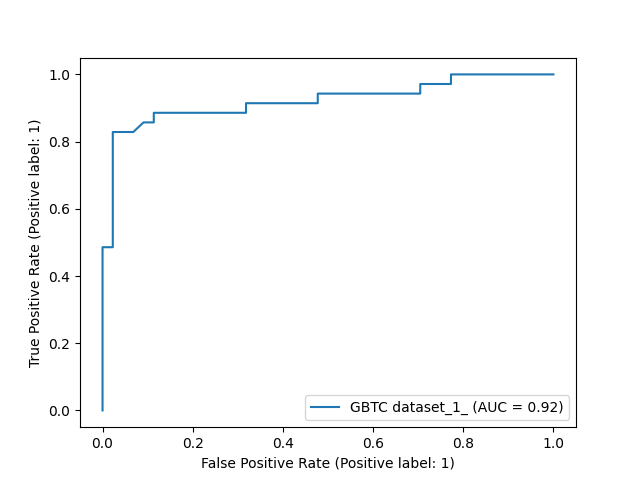 1.0
0.8
0.6
0.4
0.2
0.0
True Positive Rate (Positive label: 1)
GBTC dataset_1_ (AUC = 0.92)
0.0 0.2 0.4 0.6 0.8 1.0
False Positive Rate (Positive label: 1)